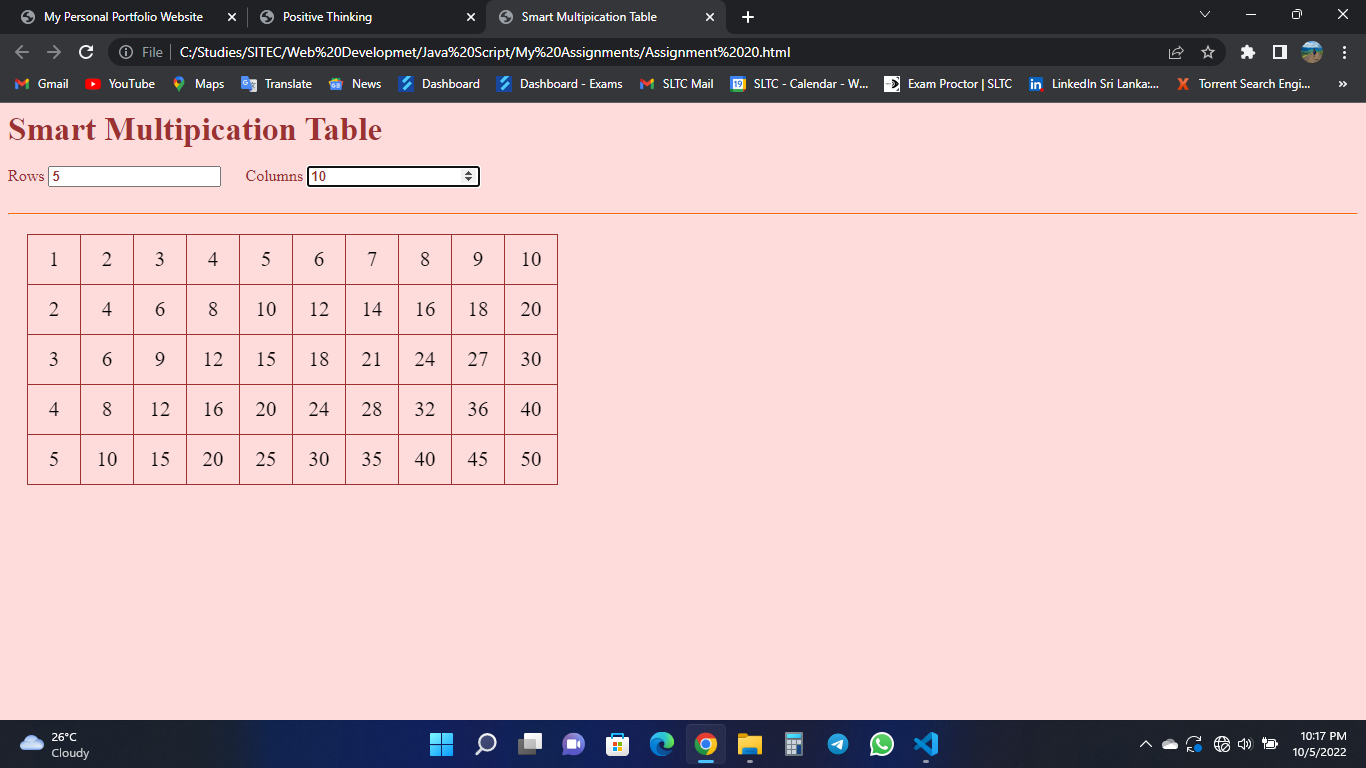 My Personal Portfolio Website Positive Thinking Smart Multipication Table
File C:/Studies/SITEC/Web%20Developmet/Java%20Script/My%20Assignments/Assignment%2020.html
Gmail YouTube Maps Translate News Dashboard Dashboard - Exams SLTC Mail 19 SLTC - Calendar - W... Exam Proctor | SLTC in LinkedIn Sri Lanka:... X Torrent Search Engi... »
Smart Multipication Table
Rows 5 Columns 10
1 2 3 4 5 6 7 8 9 10
2 4 6 8 10 12 14 16 18 20
3 6 9 12 15 18 21 24 27 30
4 8 12 16 20 24 28 32 36 40
5 10 15 20 25 30 35 40 45 50
26°C
Cloudy
10:17 PM
10/5/2022